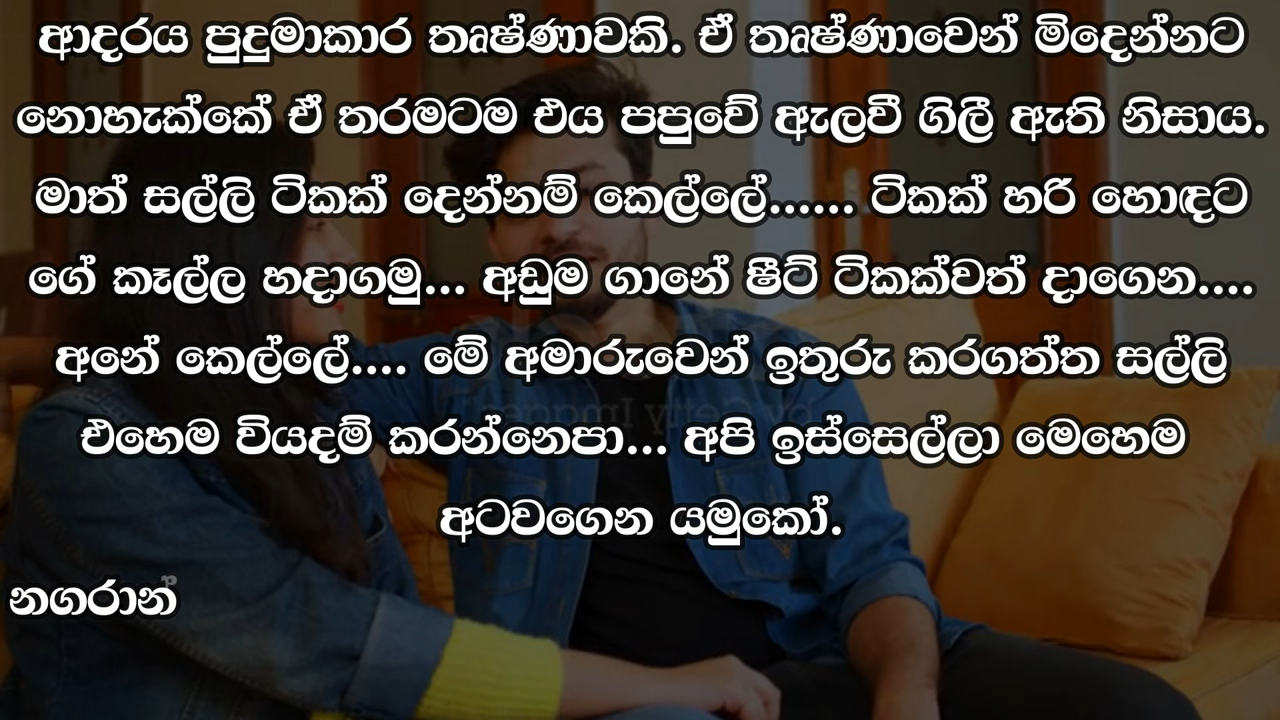 ආදරය පුදුමාකාර තෘෂ්ණාවකි. ඒ තෘෂ්ණාවෙන් මිදෙන්නට
නොහැක්කේ ඒ තරමටම එය පපුවේ ඇලවී ගිලී ඇති නිසාය.
මාත් සල්ලි ටිකක් දෙන්නම් කෙල්ලේ...... ටිකක් හරි හොඳට
ගේ කෑල්ල හදාගමු... අඩුම ගානේ ෂීට් ටිකක්වත් දාගෙන....
අනේ කෙල්ලේ.... මේ අමාරුවෙන් ඉතුරු කරගත්ත සල්ලි
එහෙම වියදම් කරන්නෙපා... අපි ඉස්සෙල්ලා මෙහෙම
අටවගෙන යමුකෝ.
නගරාන්